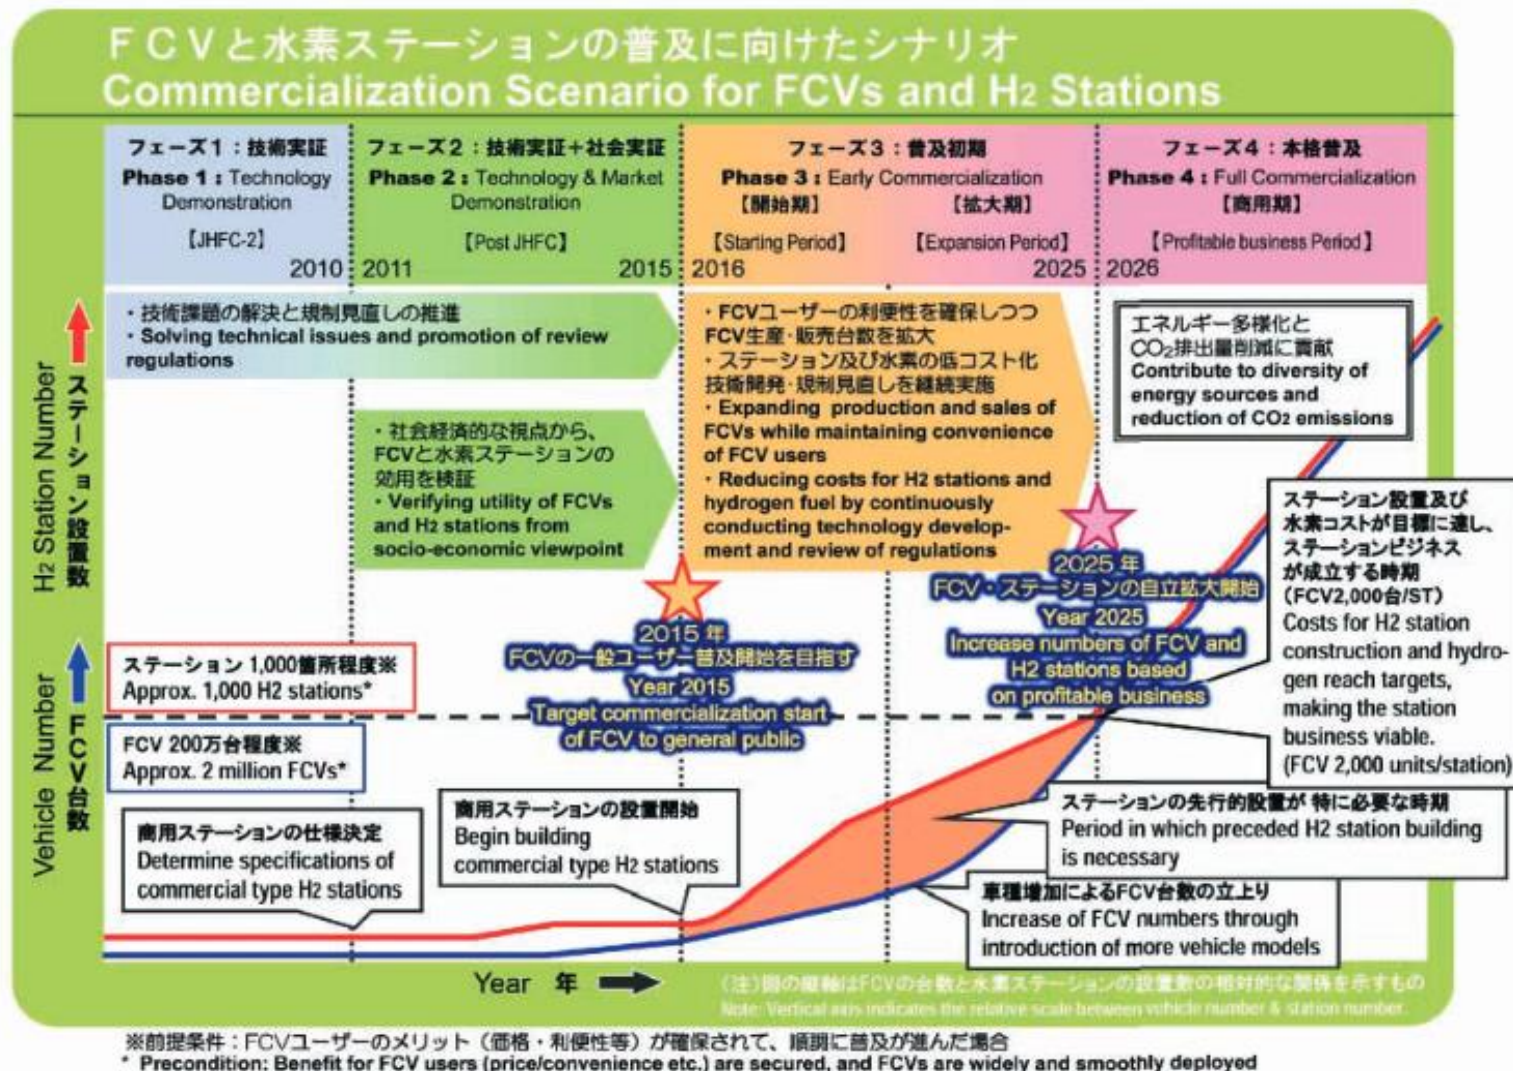 FCVと水素ステーションの普及に向けたシナリオ
Commercialization Scenario for FCVs and H2 Stations
フェーズ1：技術実証
Phase 1 : Technology
Demonstration
【JHFC-2】
2010
フェーズ2：技術実証＋社会実証
Phase 2 : Technology & Market
Demonstration
【Post JHFC】
2011
2015
フェーズ3：普及初期
Phase 3 : Early Commercialization
【開始期】
【拡大期】
【Starting Period】
【Expansion Period】
2016
2025
フェーズ4：本格普及
Phase 4 : Full Commercialization
【商用期】
【Profitable business Period】
2026
H2 Station Number
ステーション設置数
Vehicle Number
FCV台数
・技術課題の解決と規制見直しの推進
・Solving technical issues and promotion of review
regulations
・社会経済的な視点から、
FCVと水素ステーションの
効用を検証
・Verifying utility of FCVs
and H2 stations from
socio-economic viewpoint
・FCVユーザーの利便性を確保しつつ
FCV生産・販売台数を拡大
・ステーション及び水素の低コスト化
技術開発・規制見直しを継続実施
・Expanding production and sales of
FCVs while maintaining convenience
of FCV users
・Reducing costs for H2 stations and
hydrogen fuel by continuously
conducting technology develop-
ment and review of regulations
エネルギー多様化と
CO2排出量削減に貢献
Contribute to diversity of
energy sources and
reduction of CO2 emissions
2015年
FCVの一般ユーザー普及開始を目指す
Year 2015
Target commercialization start
of FCV to general public
2025年
FCV・ステーションの自立拡大開始
Year 2025
Increase numbers of FCV and
H2 stations based
on profitable business
ステーション設置及び
水素コストが目標に達し、
ステーションビジネス
が成立する時期
(FCV2,000台/ST)
Costs for H2 station
construction and hydro-
gen reach targets,
making the station
business viable.
(FCV 2,000 units/station)
ステーション 1,000箇所程度※
Approx. 1,000 H2 stations*
FCV 200万台程度※
Approx. 2 million FCVs*
商用ステーションの仕様決定
Determine specifications of
commercial type H2 stations
商用ステーションの設置開始
Begin building
commercial type H2 stations
ステーションの先行的設置が 特に必要な時期
Period in which preceded H2 station building
is necessary
車種増加によるFCV台数の立上り
Increase of FCV numbers through
introduction of more vehicle models
Year 年
(注)図の縦軸はFCVの台数と水素ステーションの設置数の相対的な関係を示すもの
Note: Vertical axis indicates the relative scale between vehicle number & station number.
※前提条件：FCVユーザーのメリット（価格・利便性等）が確保されて、順調に普及が進んだ場合
* Precondition: Benefit for FCV users (price/convenience etc.) are secured, and FCVs are widely and smoothly deployed